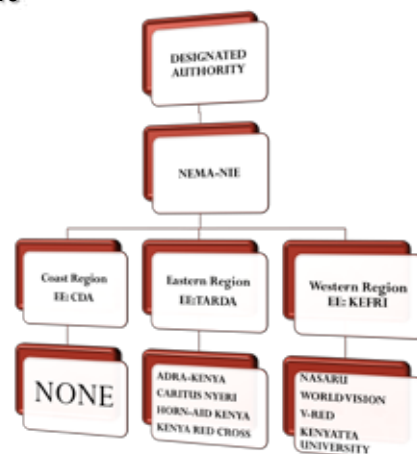 DESIGNATED
AUTHORITY
NEMA-NIE
Coast Region
EE: CDA
Eastern Region
EE:TARDA
Western Region
EE: KEFRI
NONE
ADRA-KENYA
CARITUS NYERI
HORN-AID KENYA
KENYA RED CROSS
NASARU
WORLD VISION
V-RED
KENYATTA
UNIVERSITY